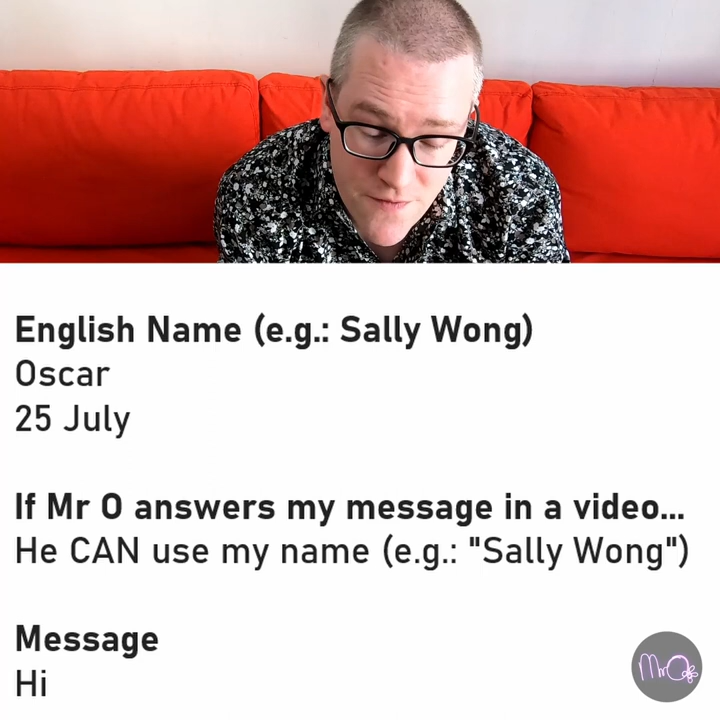 English Name (e.g.: Sally Wong)
Oscar
25 July
If Mr O answers my message in a video...
He CAN use my name (e.g.: "Sally Wong")
Message
Hi